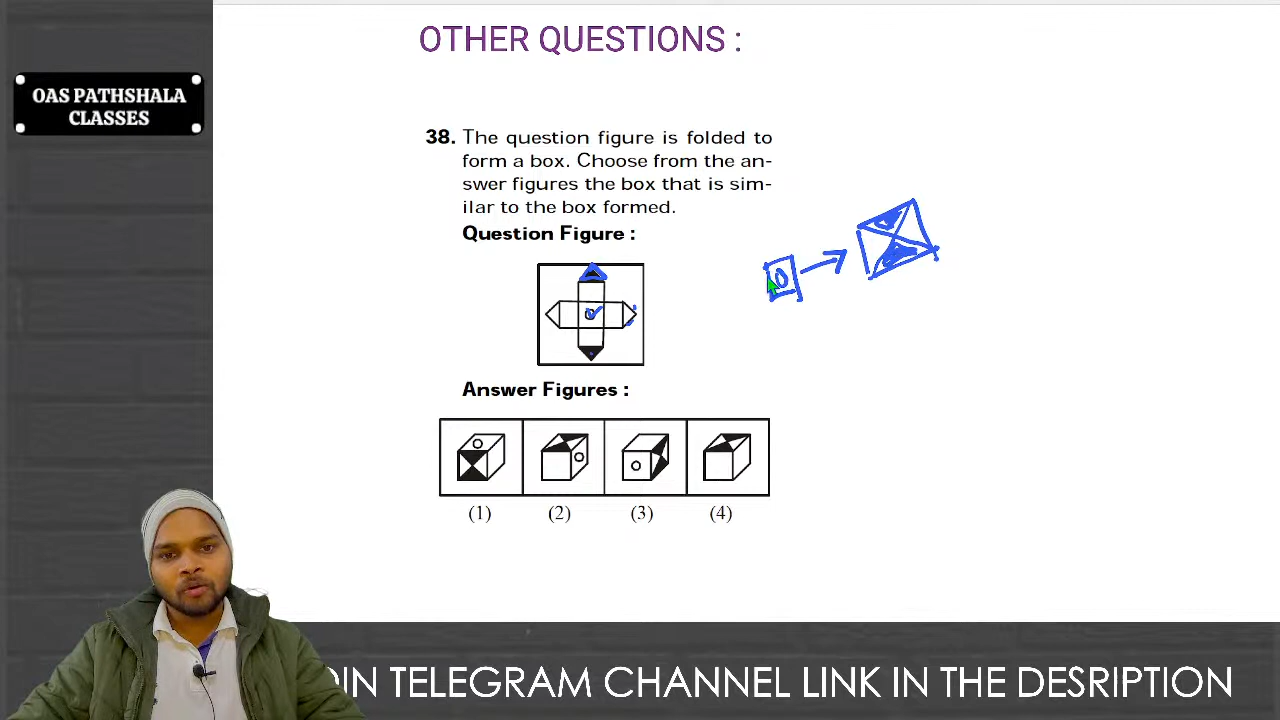 OTHER QUESTIONS :
OAS PATHSHALA
CLASSES
38. The question figure is folded to
form a box. Choose from the an-
swer figures the box that is sim-
ilar to the box formed.
Question Figure :
Answer Figures :
(1) (2) (3) (4)
OIN TELEGRAM CHANNEL LINK IN THE DESRIPTION